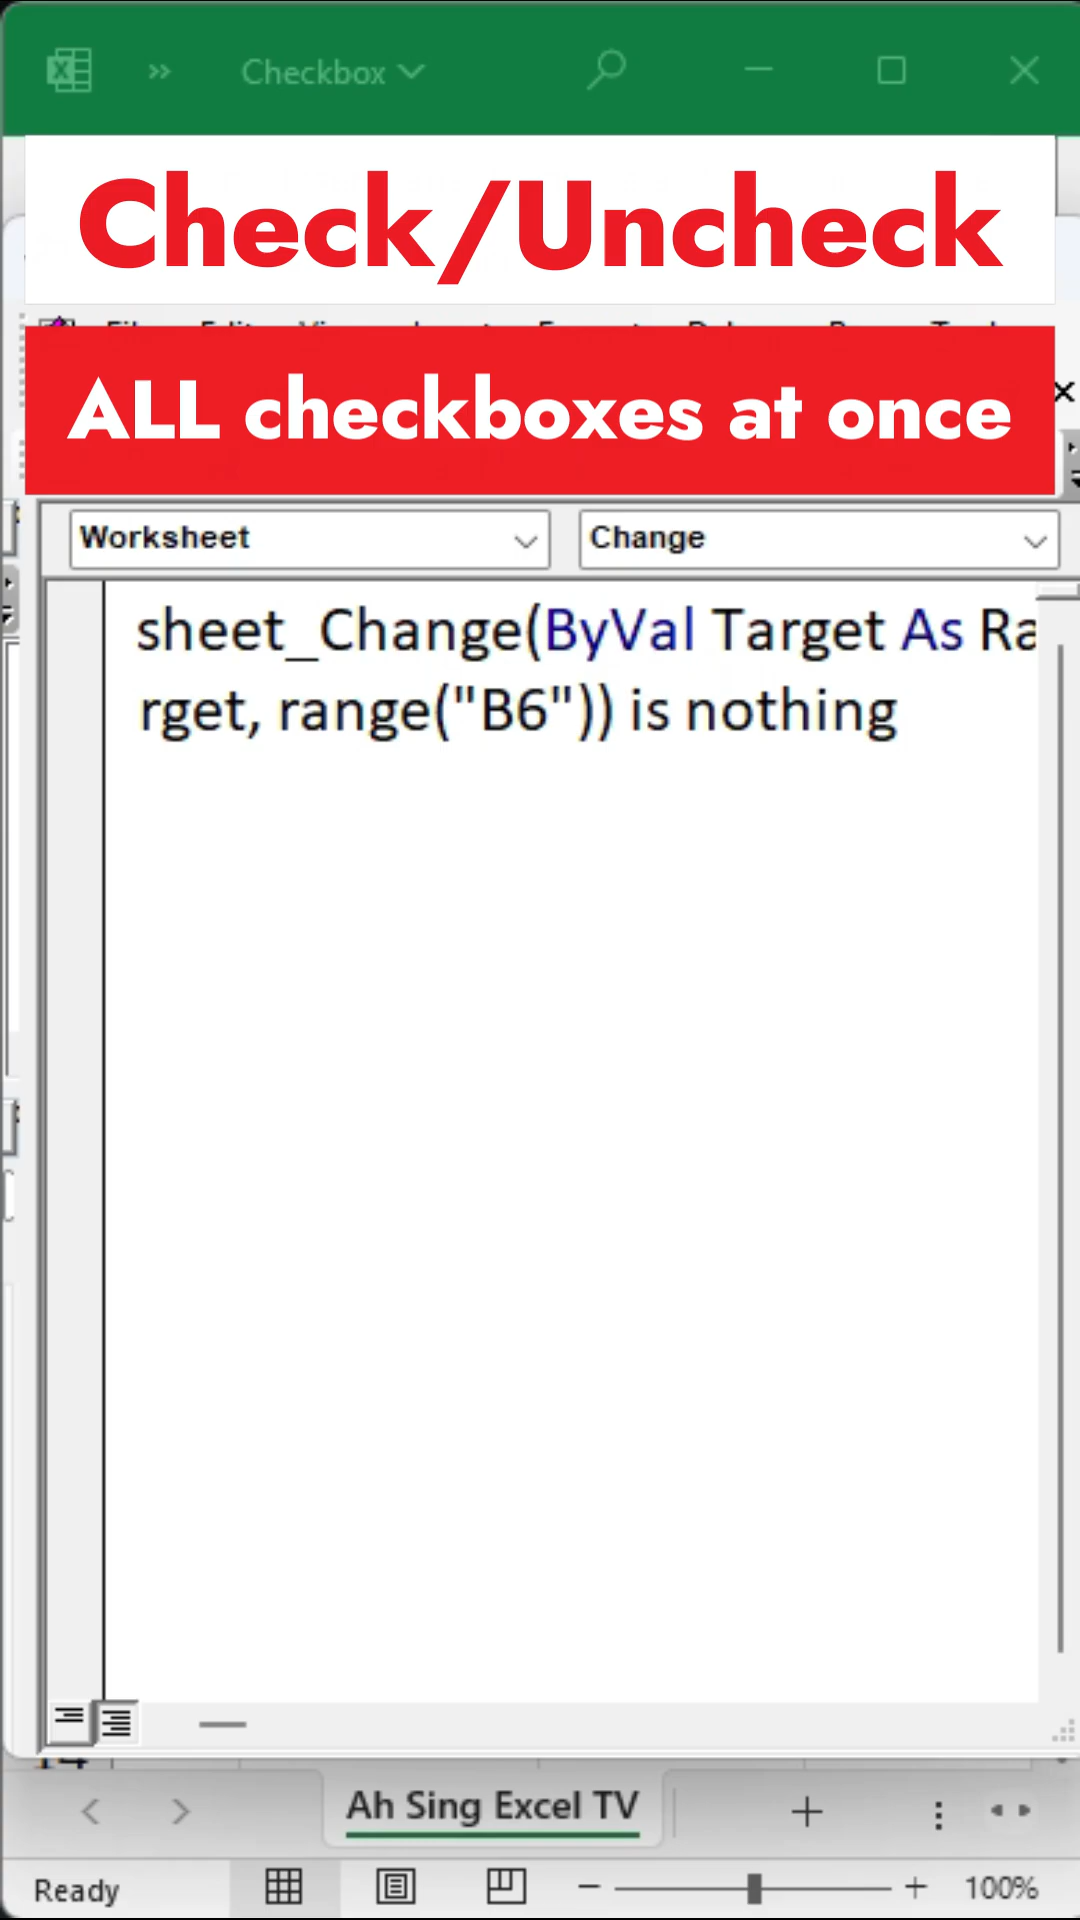 Checkbox
Check/Uncheck
ALL checkboxes at once
Worksheet
Change
sheet_Change(ByVal Target As Ra
rget, range("B6")) is nothing
14
Ah Sing Excel TV
Ready
100%